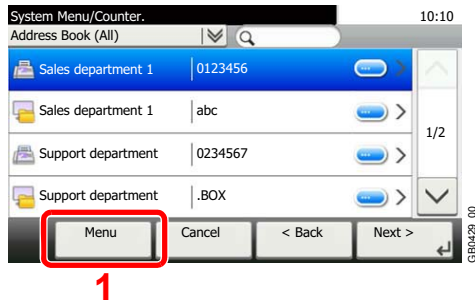 System Menu/Counter. 10:10
Address Book (All)
Sales department 1 0123456
Sales department 1 abc
1/2
Support department 0234567
Support department .BOX
Menu Cancel < Back Next >
GB0429_00
1